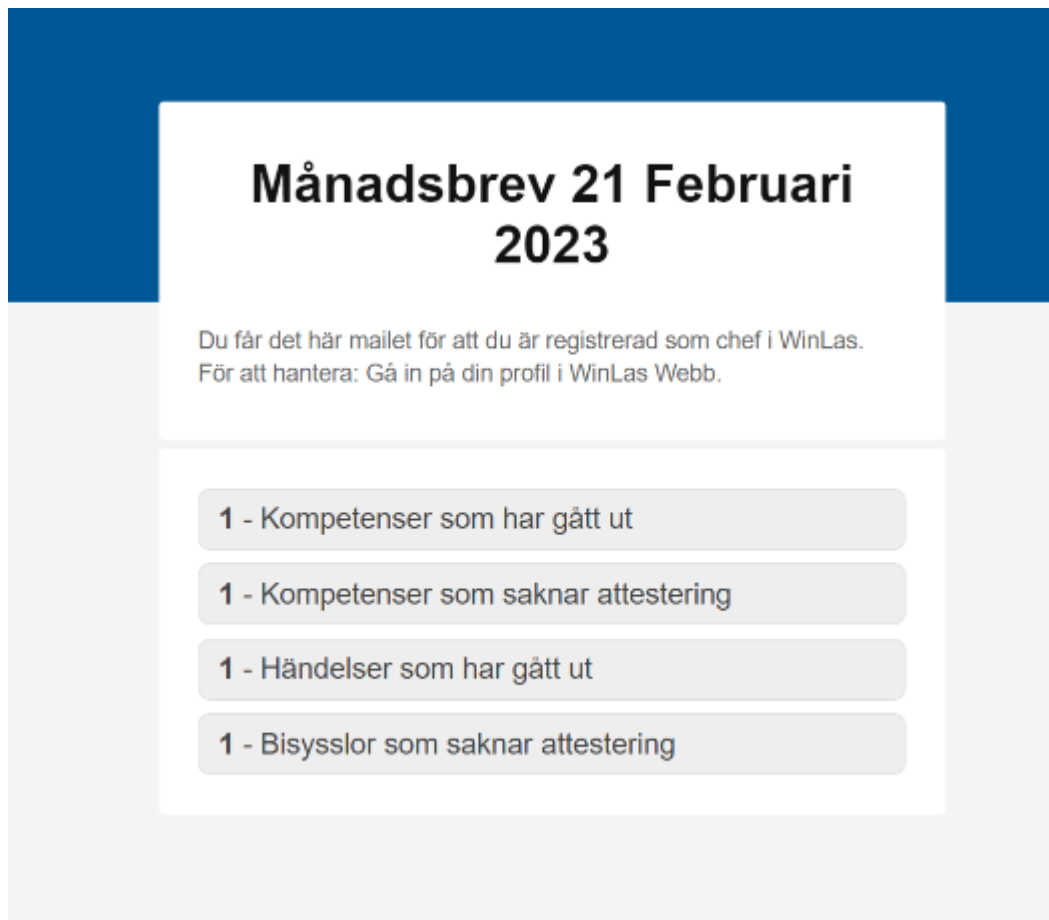 Månadsbrev 21 Februari
2023
Du får det här mailet för att du är registrerad som chef i WinLas.
För att hantera: Gå in på din profil i WinLas Webb.
1 - Kompetenser som har gått ut
1 - Kompetenser som saknar attestering
1 - Händelser som har gått ut
1 - Bisysslor som saknar attestering